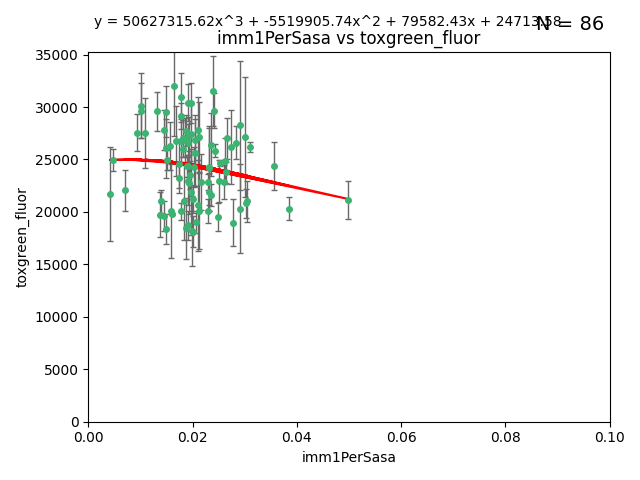 y = 50627315.62x^3 + -5519905.74x^2 + 79582.43x + 24713.58
N = 86
imm1PerSasa vs toxgreen_fluor
35000
30000
25000
20000
15000
10000
5000
0
toxgreen_fluor
0.00 0.02 0.04 0.06 0.08 0.10
imm1PerSasa